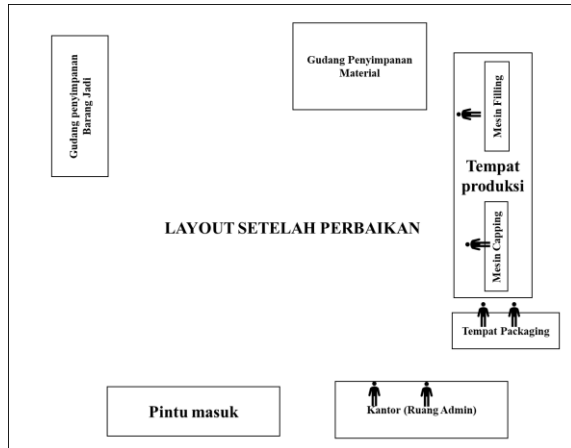 Gudang penyimpanan
Barang Jadi
Gudang Penyimpanan
Material
Mesin Filling
Tempat
produksi
LAYOUT SETELAH PERBAIKAN
Mesin Capping
Tempat Packaging
Pintu masuk
Kantor (Ruang Admin)